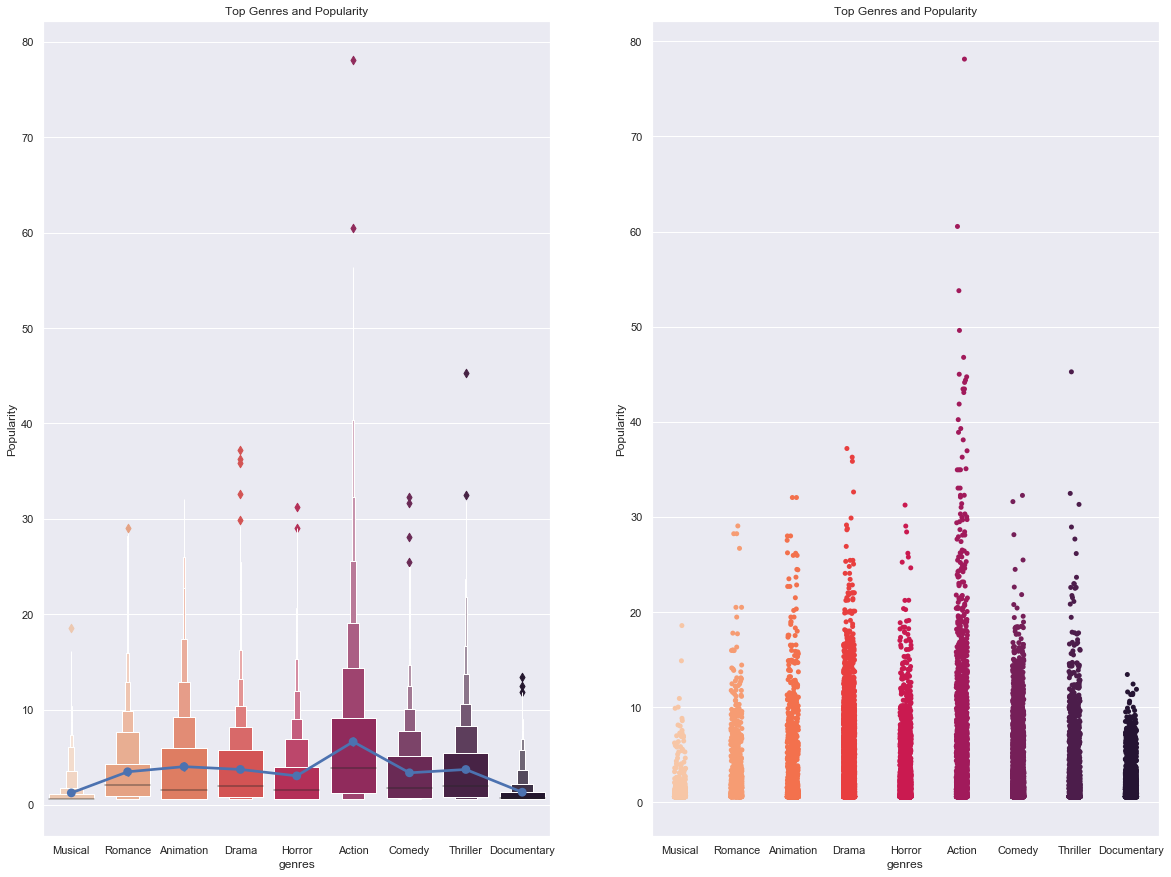 Top Genres and Popularity
80
70
60
50
40
30
20
10
0
Popularity
Musical Romance Animation Drama Horror Action Comedy Thriller Documentary
genres
Top Genres and Popularity
80
70
60
50
40
30
20
10
0
Popularity
Musical Romance Animation Drama Horror Action Comedy Thriller Documentary
genres